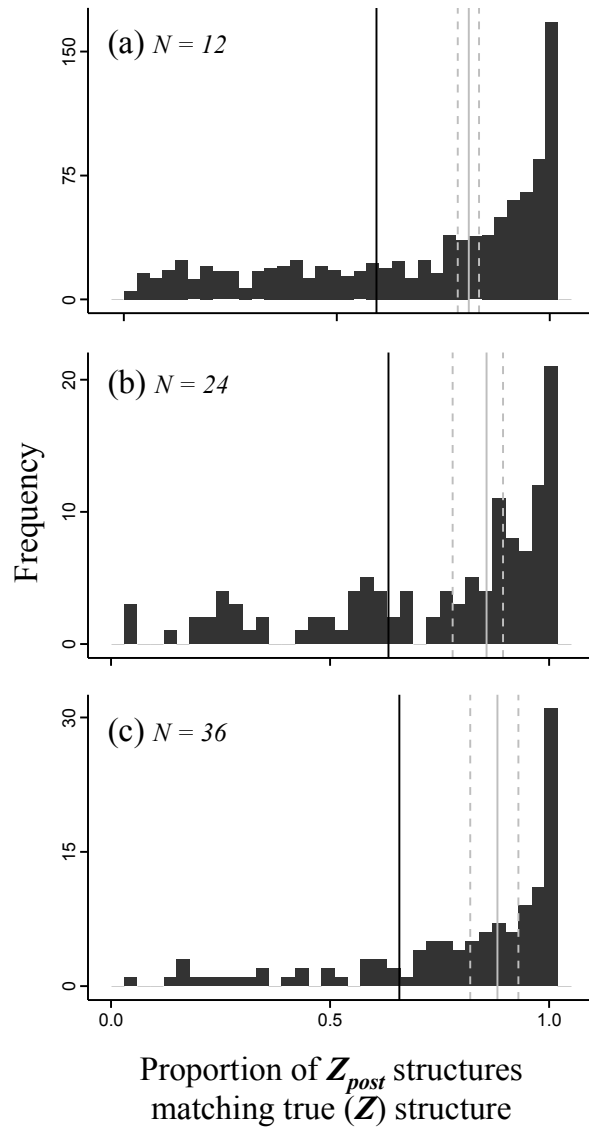 (a) N = 12
150
75
0
(b) N = 24
20
10
0
Frequency
(c) N = 36
30
15
0
0.0 0.5 1.0
Proportion of Z_post structures
matching true (Z) structure